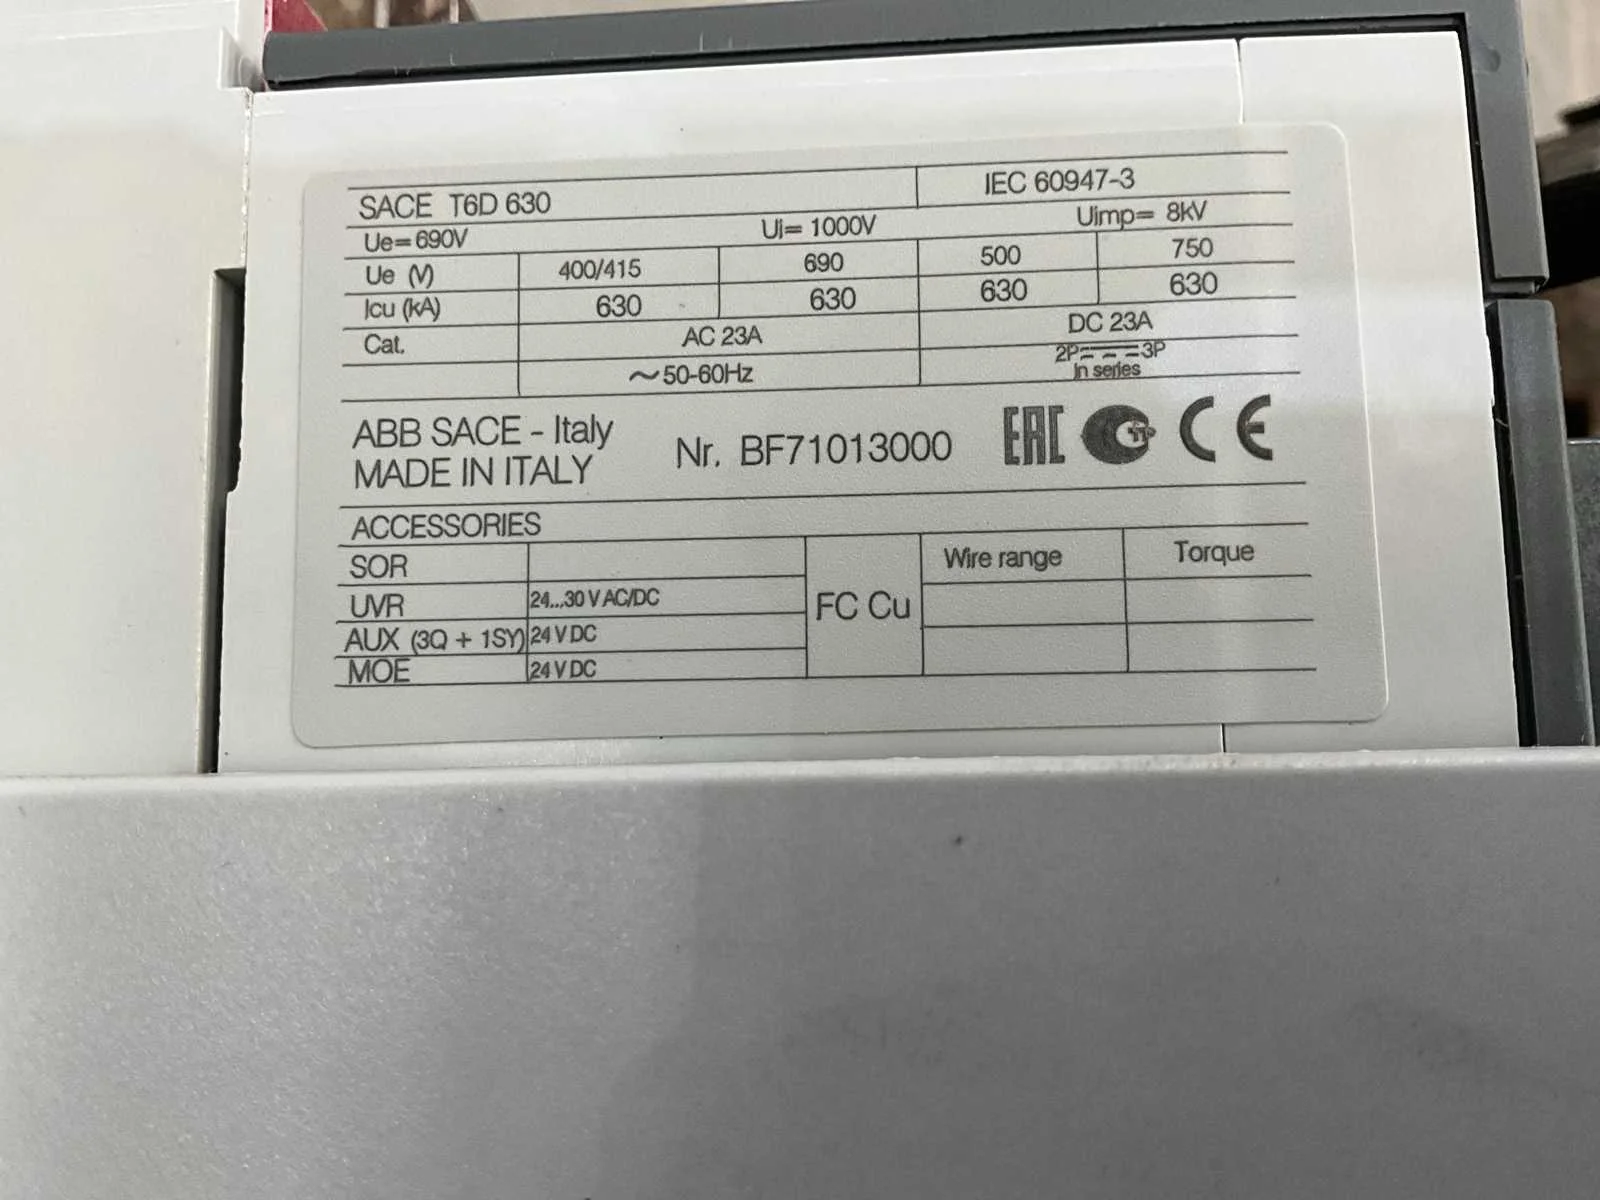 SACE T6D 630 IEC 60947-3
Ue=690V Ui= 1000V Uimp= 8kV
Ue (V) 400/415 690 500 750
Icu (kA) 630 630 630 630
Cat. AC 23A DC 23A
~50-60Hz 2P 3P
in series
ABB SACE - Italy
MADE IN ITALY
Nr. BF71013000 EAC CE
ACCESSORIES
SOR
UVR 24...30 V AC/DC
AUX (3Q + 1SY) 24 V DC
MOE 24 V DC
FC Cu
Wire range Torque